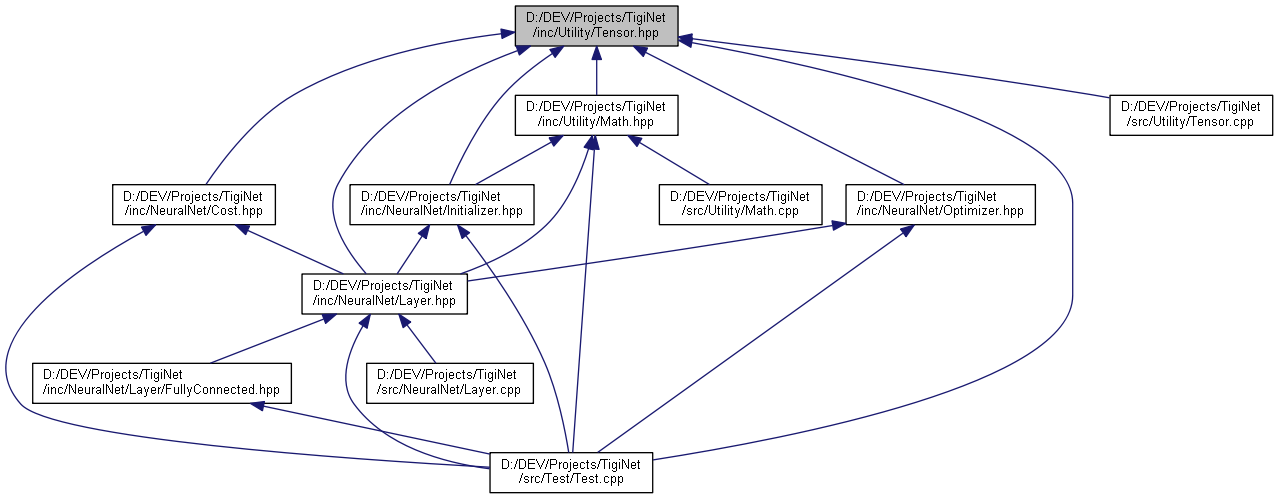 D:/DEV/Projects/TigiNet
/inc/Utility/Tensor.hpp
D:/DEV/Projects/TigiNet
/inc/Utility/Math.hpp
D:/DEV/Projects/TigiNet
/src/Utility/Tensor.cpp
D:/DEV/Projects/TigiNet
/inc/NeuralNet/Cost.hpp
D:/DEV/Projects/TigiNet
/inc/NeuralNet/Initializer.hpp
D:/DEV/Projects/TigiNet
/src/Utility/Math.cpp
D:/DEV/Projects/TigiNet
/inc/NeuralNet/Optimizer.hpp
D:/DEV/Projects/TigiNet
/inc/NeuralNet/Layer.hpp
D:/DEV/Projects/TigiNet
/inc/NeuralNet/Layer/FullyConnected.hpp
D:/DEV/Projects/TigiNet
/src/NeuralNet/Layer.cpp
D:/DEV/Projects/TigiNet
/src/Test/Test.cpp